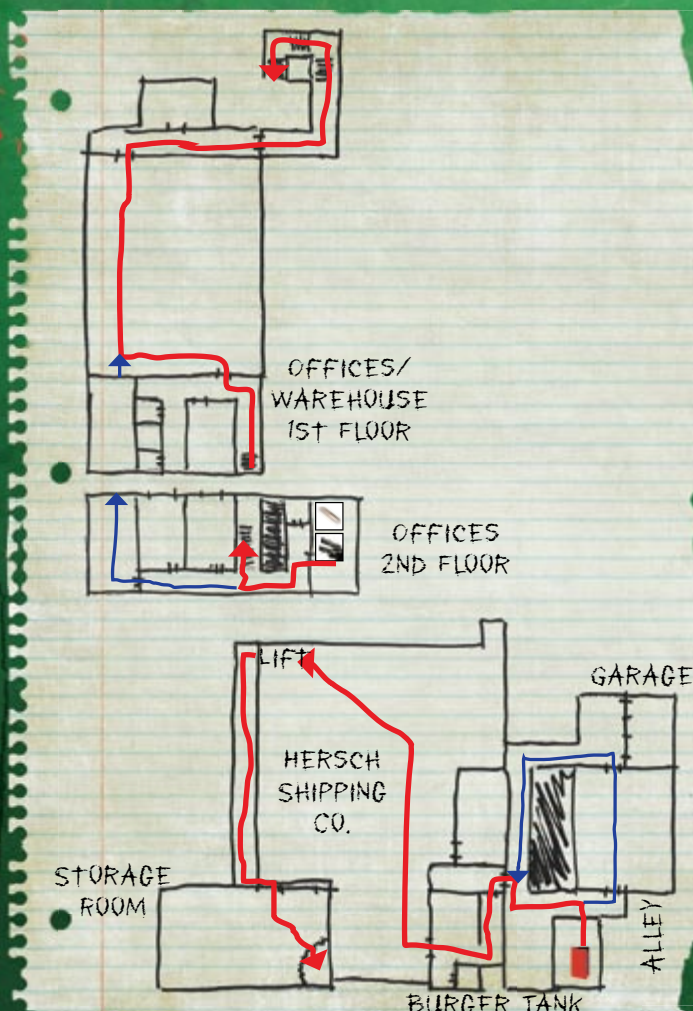 OFFICES/
WAREHOUSE
1ST FLOOR
OFFICES
2ND FLOOR
LIFT
GARAGE
HERSCH
SHIPPING
CO.
STORAGE
ROOM
ALLEY
BURGER TANK